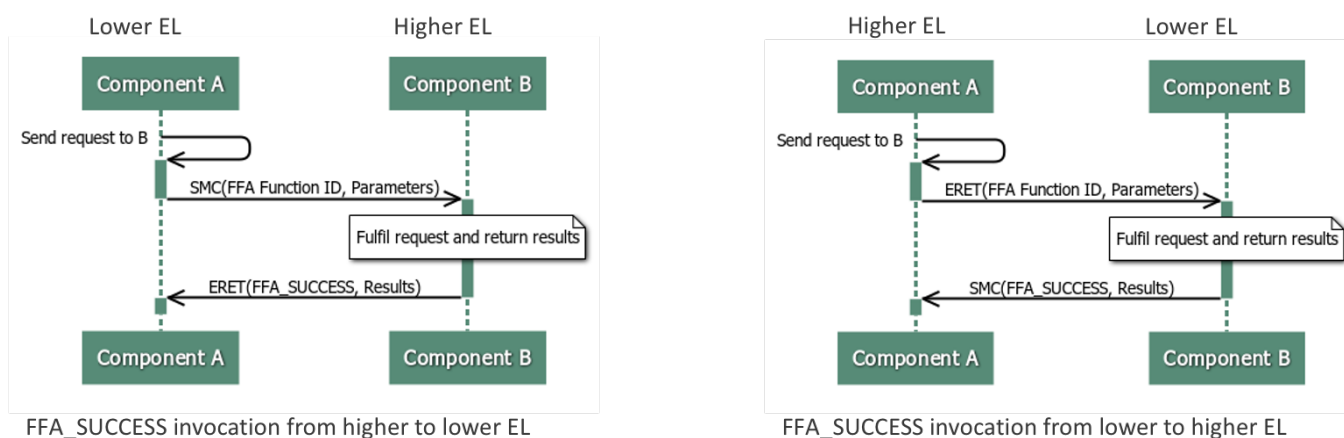 Lower EL
Higher EL
Component A
Component B
Send request to B
SMC(FFA Function ID, Parameters)
Fulfil request and return results
ERET(FFA_SUCCESS, Results)
Component A
Component B
FFA_SUCCESS invocation from higher to lower EL
Higher EL
Lower EL
Component A
Component B
Send request to B
ERET(FFA Function ID, Parameters)
Fulfil request and return results
SMC(FFA_SUCCESS, Results)
Component A
Component B
FFA_SUCCESS invocation from lower to higher EL